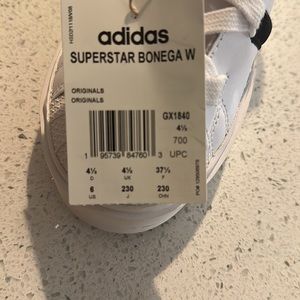 adidas
SUPERSTAR BONEGA W
ORIGINALS
ORIGINALS
GX1840
4½
700
1 95739 84760 3 UPC
4½ 4½ 37⅓
D UK F
6 230 230
US J CHN